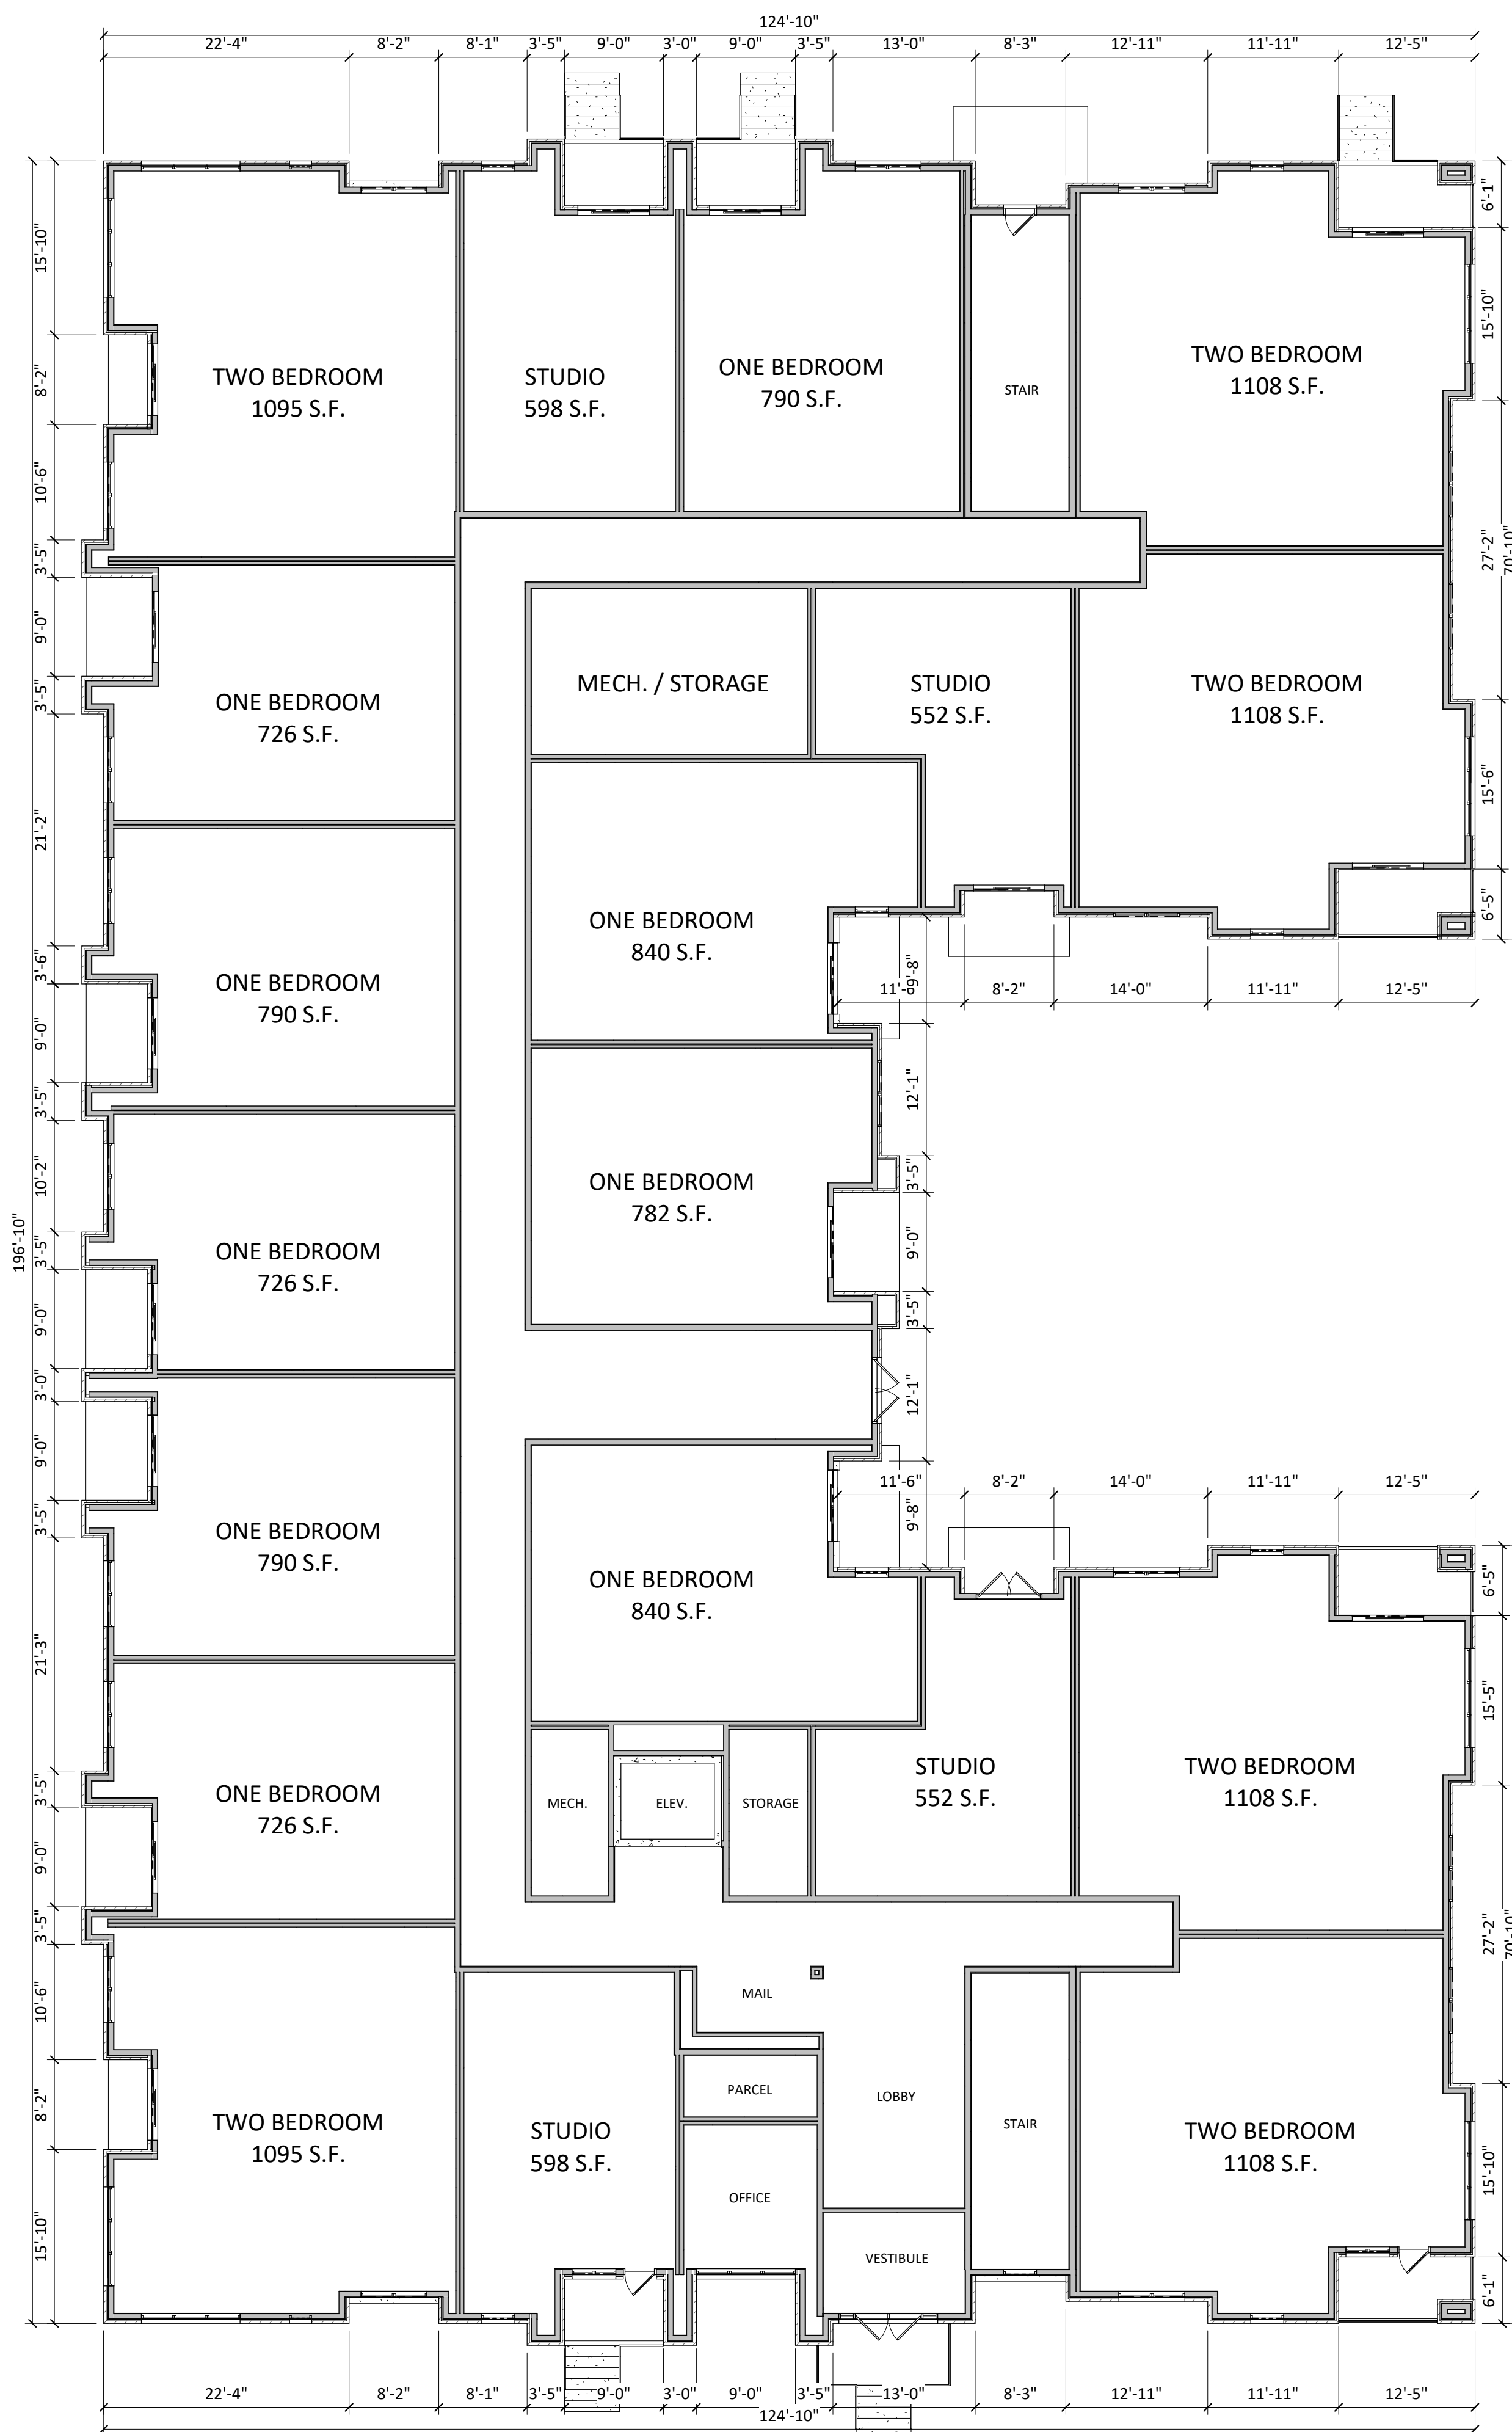 124'-10"
22'-4" 8'-2" 8'-1" 3'-5" 9'-0" 3'-0" 9'-0" 3'-5" 13'-0" 8'-3" 12'-11" 11'-11" 12'-5"
6'-1"
15'-10"
15'-10"
TWO BEDROOM
1108 S.F.
ONE BEDROOM
790 S.F.
TWO BEDROOM
1095 S.F.
STUDIO
598 S.F.
STAIR
8'-2"
10'-6"
3'-5"
27'-2"
70'-10"
9'-0"
3'-5"
ONE BEDROOM
726 S.F.
MECH. / STORAGE
STUDIO
552 S.F.
TWO BEDROOM
1108 S.F.
15'-6"
21'-2"
6'-5"
ONE BEDROOM
840 S.F.
3'-6"
ONE BEDROOM
790 S.F.
9'-8"
11'-6" 8'-2" 14'-0" 11'-11" 12'-5"
9'-0"
3'-5"
12'-1"
10'-2"
ONE BEDROOM
782 S.F.
3'-5"
196'-10"
3'-5"
ONE BEDROOM
726 S.F.
9'-0"
9'-0"
3'-5"
3'-0"
12'-1"
9'-0"
3'-5"
11'-6" 8'-2" 14'-0" 11'-11" 12'-5"
9'-8"
ONE BEDROOM
790 S.F.
ONE BEDROOM
840 S.F.
6'-5"
21'-3"
15'-5"
ONE BEDROOM
726 S.F.
MECH.
ELEV.
STORAGE
STUDIO
552 S.F.
TWO BEDROOM
1108 S.F.
3'-5"
9'-0"
3'-5"
27'-2"
70'-10"
10'-6"
MAIL
8'-2"
PARCEL
LOBBY
TWO BEDROOM
1095 S.F.
STUDIO
598 S.F.
STAIR
TWO BEDROOM
1108 S.F.
15'-10"
OFFICE
15'-10"
VESTIBULE
6'-1"
22'-4" 8'-2" 8'-1" 3'-5" 9'-0" 3'-0" 9'-0" 3'-5" 13'-0" 8'-3" 12'-11" 11'-11" 12'-5"
124'-10"